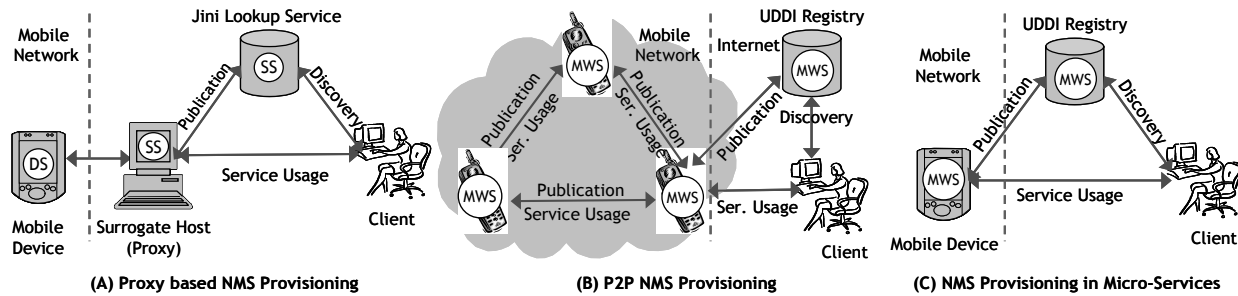 Jini Lookup Service
Mobile
Network
SS
Publication
Discovery
DS
SS
Service Usage
Mobile
Device
Surrogate Host
(Proxy)
Client
(A) Proxy based NMS Provisioning
UDDI Registry
Mobile
Network
Internet
MWS
MWS
Publication
Ser. Usage
Publication
Ser. Usage
Publication
Discovery
MWS
Publication
Service Usage
MWS
Ser. Usage
Client
(B) P2P NMS Provisioning
UDDI Registry
Mobile
Network
MWS
Publication
Discovery
MWS
Service Usage
Mobile Device
Client
(C) NMS Provisioning in Micro-Services